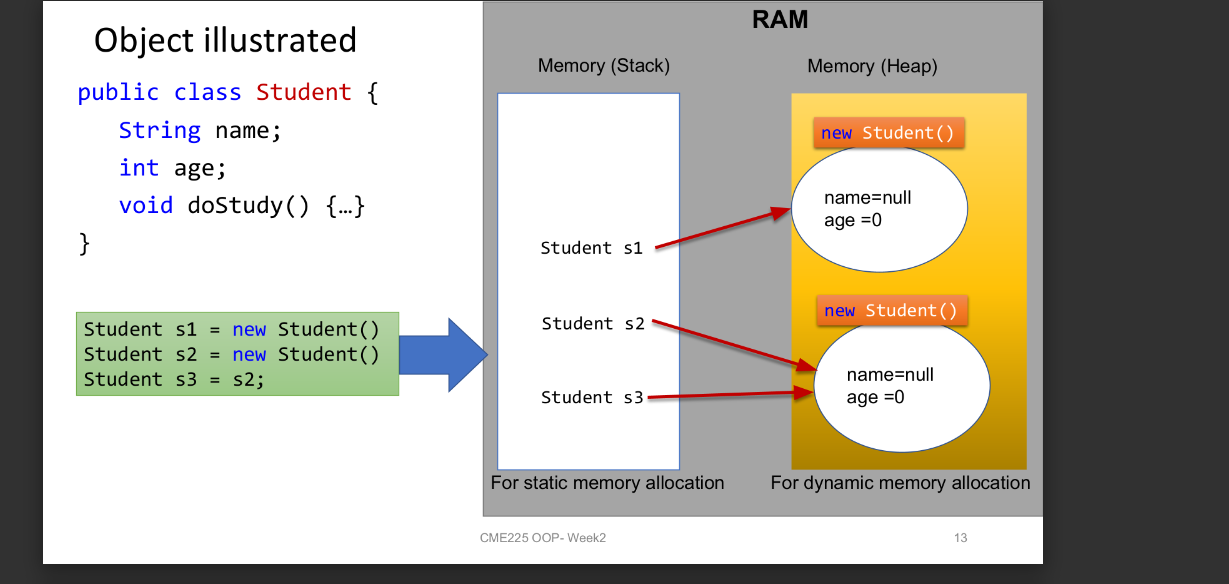 Object illustrated
public class Student {
String name;
int age;
void doStudy() {…}
}
Student s1 = new Student()
Student s2 = new Student()
Student s3 = s2;
RAM
Memory (Stack)
Memory (Heap)
Student s1
Student s2
Student s3
new Student()
name=null
age =0
new Student()
name=null
age =0
For static memory allocation
For dynamic memory allocation
CME225 OOP- Week2
13